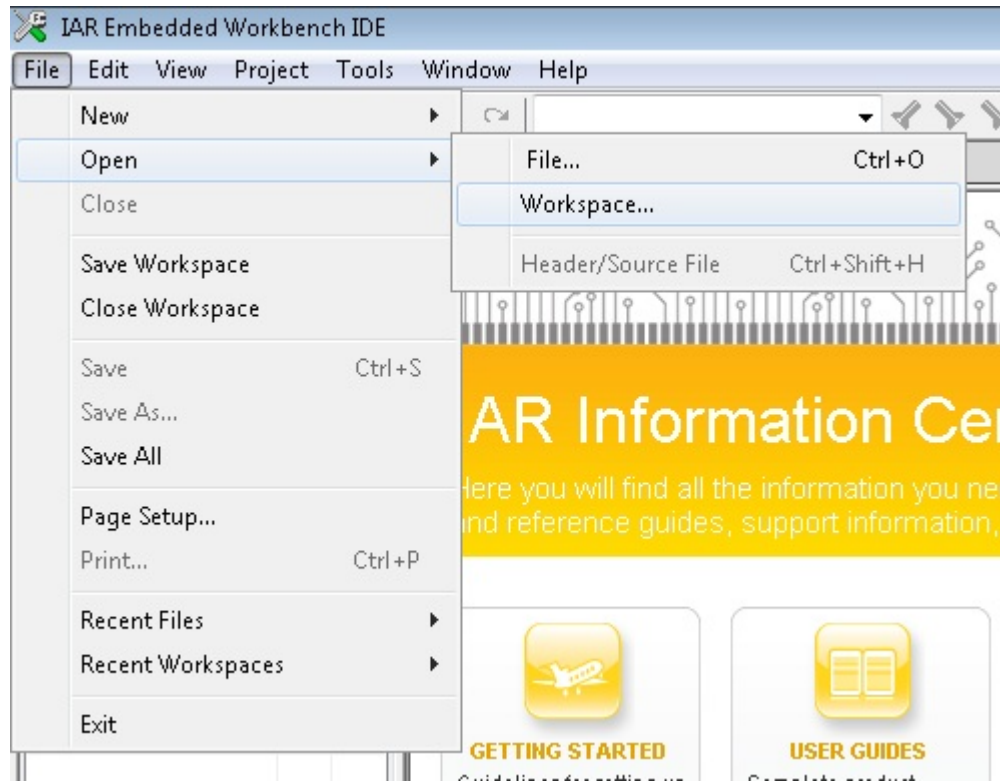 IAR Embedded Workbench IDE
File Edit View Project Tools Window Help
New
Open
Close
Save Workspace
Close Workspace
Save Ctrl+S
Save As...
Save All
Page Setup...
Print... Ctrl+P
Recent Files
Recent Workspaces
Exit
File... Ctrl+O
Workspace...
Header/Source File Ctrl+Shift+H
AR Information Ce
Here you will find all the information you ne
and reference guides, support information,
GETTING STARTED
USER GUIDES
Complete product